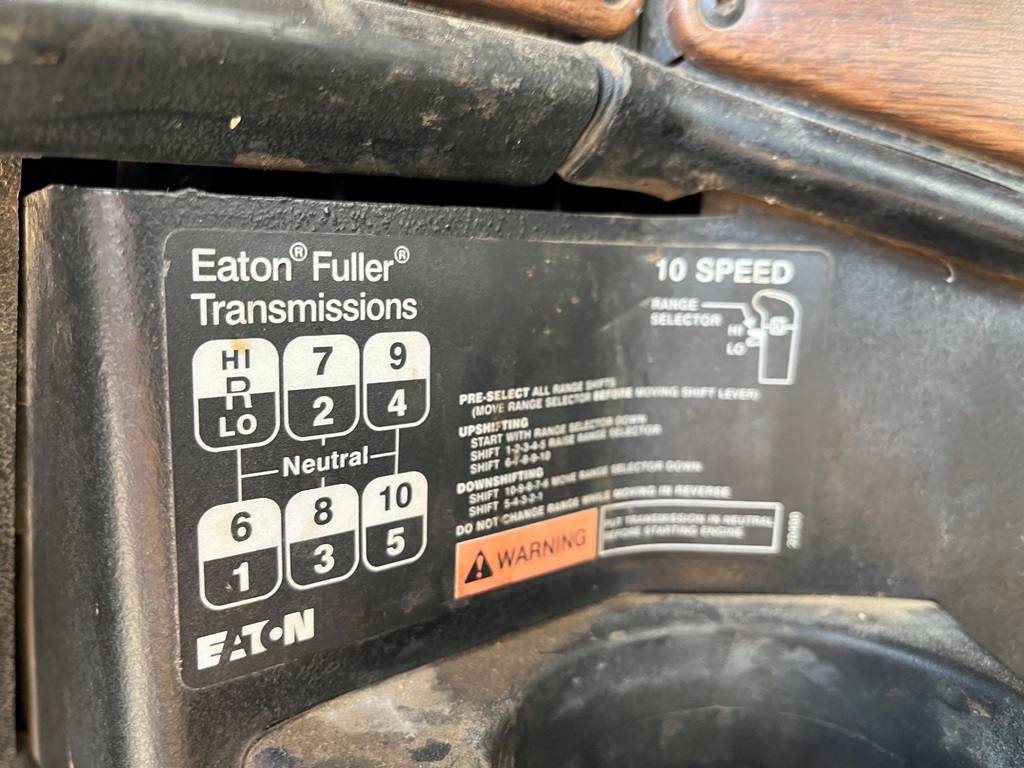 Eaton® Fuller®
Transmissions
HI
R
LO
7
2
9
4
Neutral
6
1
8
3
10
5
EATON
10 SPEED
RANGE
SELECTOR
HI
LO
PRE-SELECT ALL RANGE SHIFTS
(MOVE RANGE SELECTOR BEFORE MOVING SHIFT LEVER)
UPSHIFTING
START WITH RANGE SELECTOR DOWN
SHIFT 1-2-3-4-5 RAISE RANGE SELECTOR
SHIFT 6-7-8-9-10
DOWNSHIFTING
SHIFT 10-9-8-7-6 MOVE RANGE SELECTOR DOWN
SHIFT 5-4-3-2-1
DO NOT CHANGE RANGE WHILE MOVING IN REVERSE
WARNING
PUT TRANSMISSION IN NEUTRAL
BEFORE STARTING ENGINE